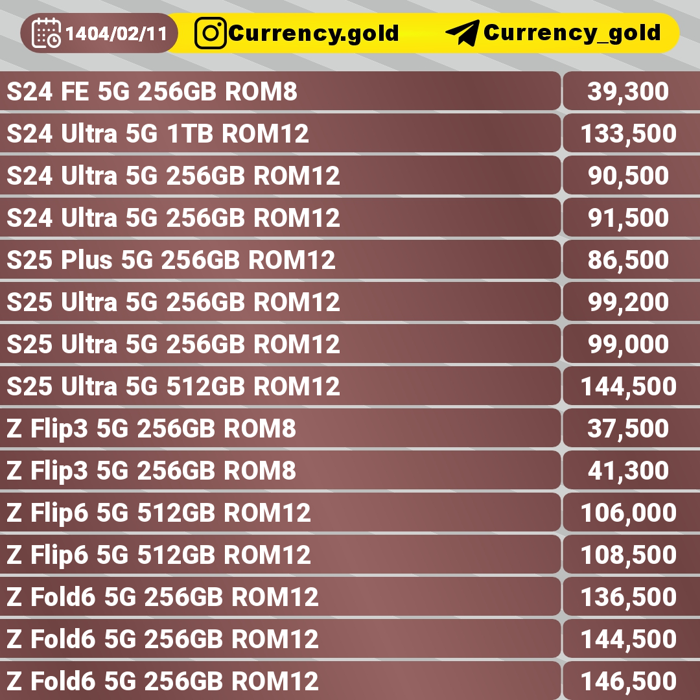 1404/02/11 Currency.gold Currency_gold
S24 FE 5G 256GB ROM8 39,300
S24 Ultra 5G 1TB ROM12 133,500
S24 Ultra 5G 256GB ROM12 90,500
S24 Ultra 5G 256GB ROM12 91,500
S25 Plus 5G 256GB ROM12 86,500
S25 Ultra 5G 256GB ROM12 99,200
S25 Ultra 5G 256GB ROM12 99,000
S25 Ultra 5G 512GB ROM12 144,500
Z Flip3 5G 256GB ROM8 37,500
Z Flip3 5G 256GB ROM8 41,300
Z Flip6 5G 512GB ROM12 106,000
Z Flip6 5G 512GB ROM12 108,500
Z Fold6 5G 256GB ROM12 136,500
Z Fold6 5G 256GB ROM12 144,500
Z Fold6 5G 256GB ROM12 146,500